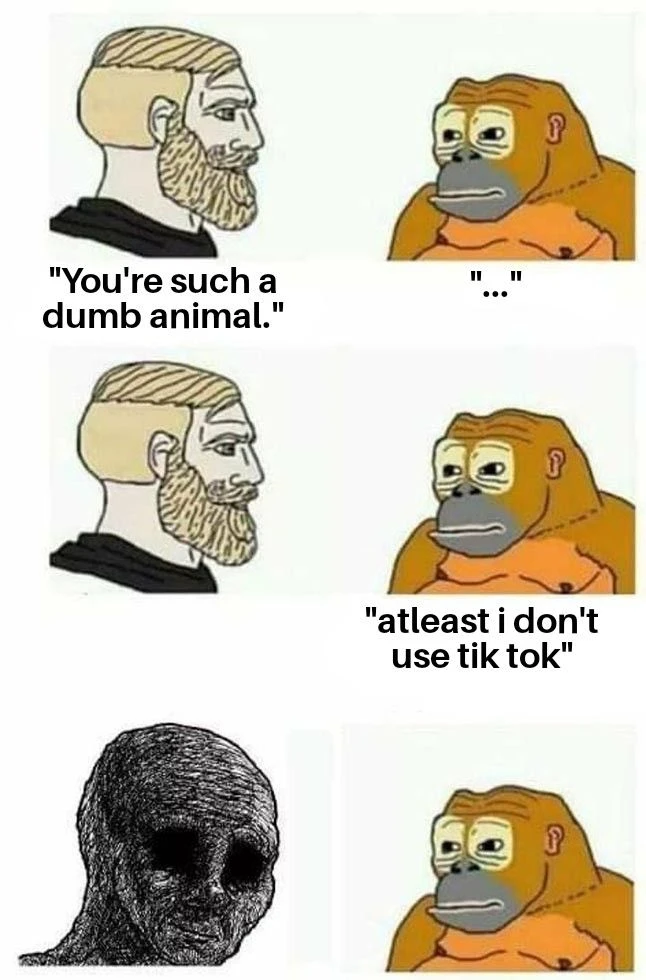 "You're such a
dumb animal."
"..."
"atleast i don't
use tik tok"